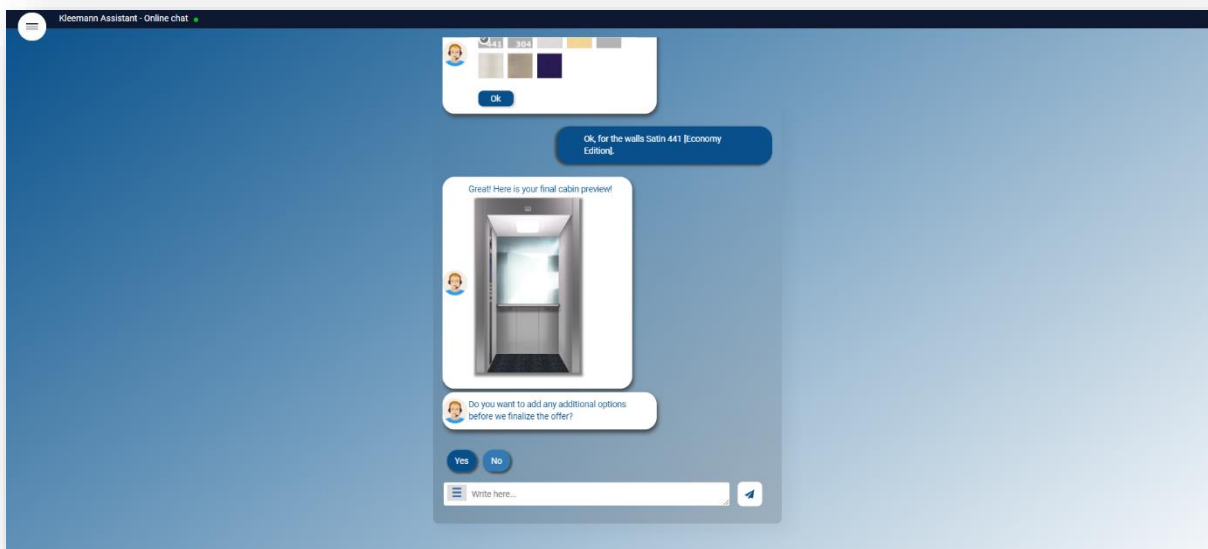 Kleemann Assistant - Online chat
441 304
Ok
Ok, for the walls Satin 441 [Economy
Edition].
Great! Here is your final cabin preview!
Do you want to add any additional options
before we finalize the offer?
Yes No
Write here...